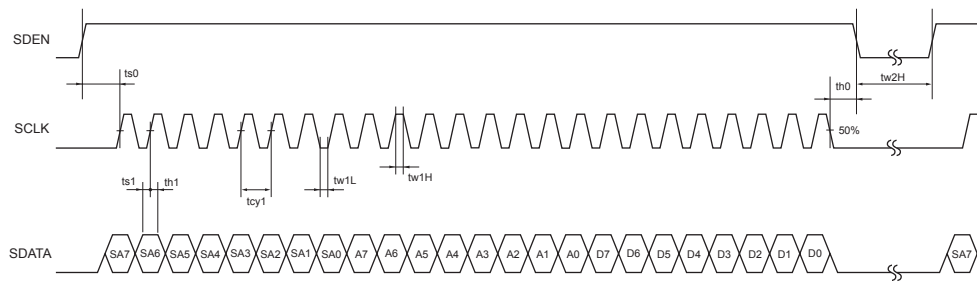 SDEN
ts0
th0
tw2H
SCLK
50%
ts1
th1
tcy1
tw1L
tw1H
SDATA
SA7 SA6 SA5 SA4 SA3 SA2 SA1 SA0 A7 A6 A5 A4 A3 A2 A1 A0 D7 D6 D5 D4 D3 D2 D1 D0 SA7